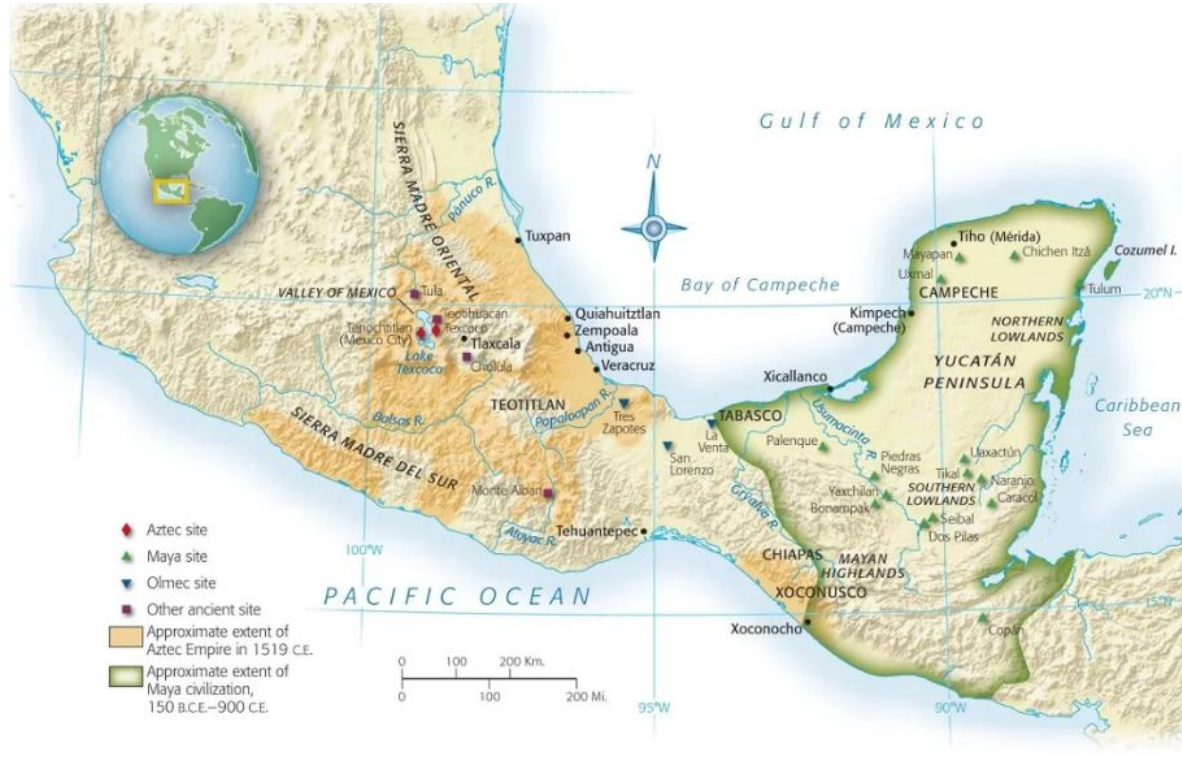 Gulf of Mexico
N
SIERRA MADRE ORIENTAL
Pánuco R.
Tuxpan
Tiho (Mérida)
Mayapan
Chichen Itzá
Cozumel I.
Uxmal
Bay of Campeche
CAMPECHE
Tulum
20°N
VALLEY OF MEXICO
Tula
Teotihuacan
Tenochtitlan
(Mexico City)
Texcoco
Tlaxcala
Lake
Texcoco
Cholula
Quiahuitztlan
Zempoala
Antigua
Veracruz
Kimpech
(Campeche)
NORTHERN
LOWLANDS
YUCATÁN
PENINSULA
Xicallanco
Caribbean
Sea
TEOTITLAN
Papaloapan R.
Balsas R.
Tres
Zapotes
TABASCO
La
Venta
San
Lorenzo
Usumacinta R.
Palenque
Piedras
Negras
Uaxactún
Tikal
Naranjo
SOUTHERN
LOWLANDS
Caracol
Yaxchilan
Bonampak
Seibal
Dos Pilas
SIERRA MADRE DEL SUR
Monte Alban
Gryalva R.
Atoyac R.
Tehuantepec
CHIAPAS
MAYAN
HIGHLANDS
XOCONUSCO
Xoconocho
Copán
15°N
100°W
PACIFIC OCEAN
95°W
90°W
Aztec site
Maya site
Olmec site
Other ancient site
Approximate extent of
Aztec Empire in 1519 C.E.
Approximate extent of
Maya civilization,
150 B.C.E.–900 C.E.
0 100 200 Km.
0 100 200 Mi.